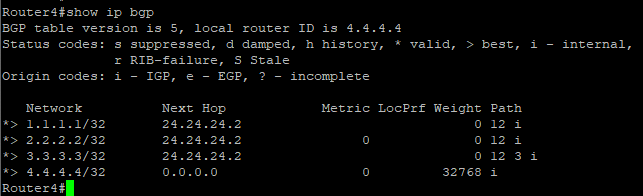 Router4#show ip bgp
BGP table version is 5, local router ID is 4.4.4.4
Status codes: s suppressed, d damped, h history, * valid, > best, i - internal,
              r RIB-failure, S Stale
Origin codes: i - IGP, e - EGP, ? - incomplete

   Network          Next Hop            Metric LocPrf Weight Path
*> 1.1.1.1/32       24.24.24.2                             0 12 i
*> 2.2.2.2/32       24.24.24.2               0             0 12 i
*> 3.3.3.3/32       24.24.24.2                             0 12 3 i
*> 4.4.4.4/32       0.0.0.0                  0         32768 i
Router4#